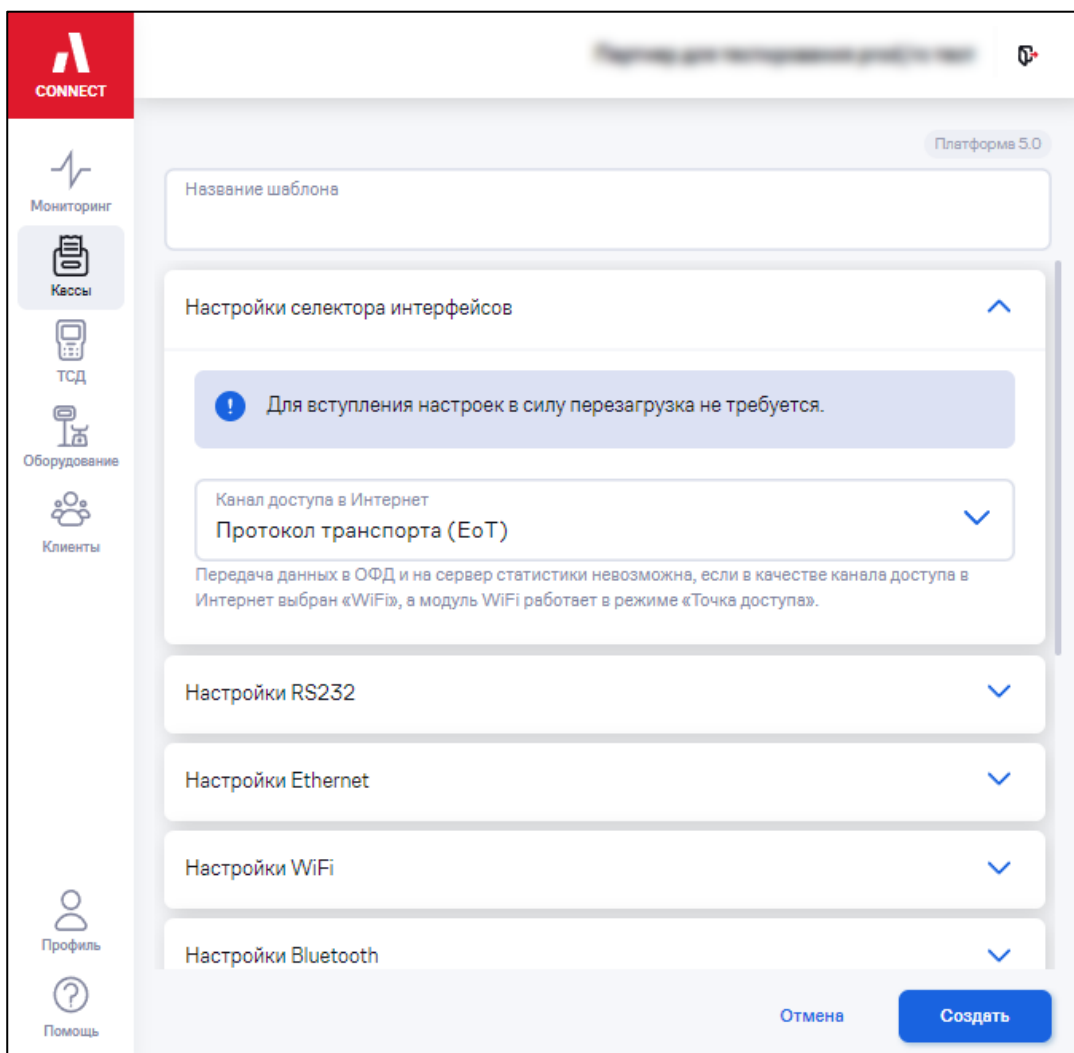 CONNECT
Мониторинг
Кассы
ТСД
Оборудование
Клиенты
Профиль
Помощь
Платформа 5.0
Название шаблона
Настройки селектора интерфейсов
Для вступления настроек в силу перезагрузка не требуется.
Канал доступа в Интернет
Протокол транспорта (EoT)
Передача данных в ОФД и на сервер статистики невозможна, если в качестве канала доступа в
Интернет выбран «WiFi», а модуль WiFi работает в режиме «Точка доступа».
Настройки RS232
Настройки Ethernet
Настройки WiFi
Настройки Bluetooth
Отмена
Создать